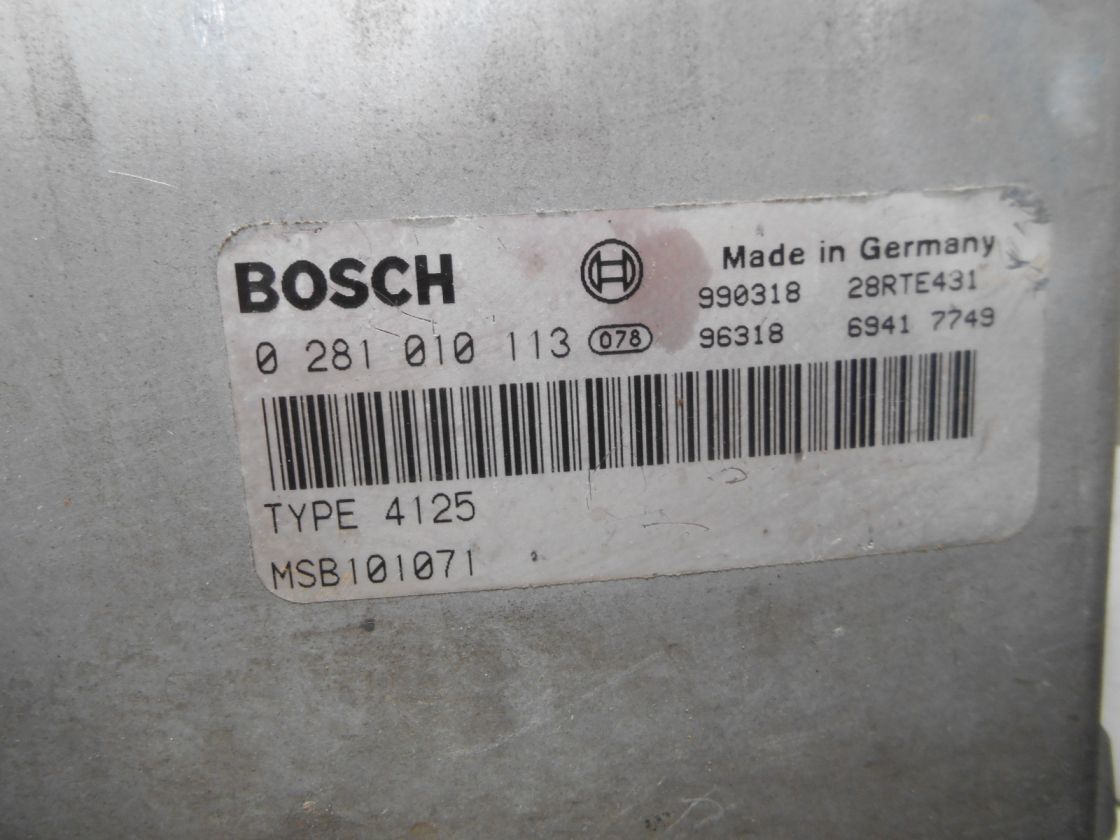 BOSCH
Made in Germany
990318 28RTE431
0 281 010 113 078
96318 6941 7749
TYPE 4125
MSB101071